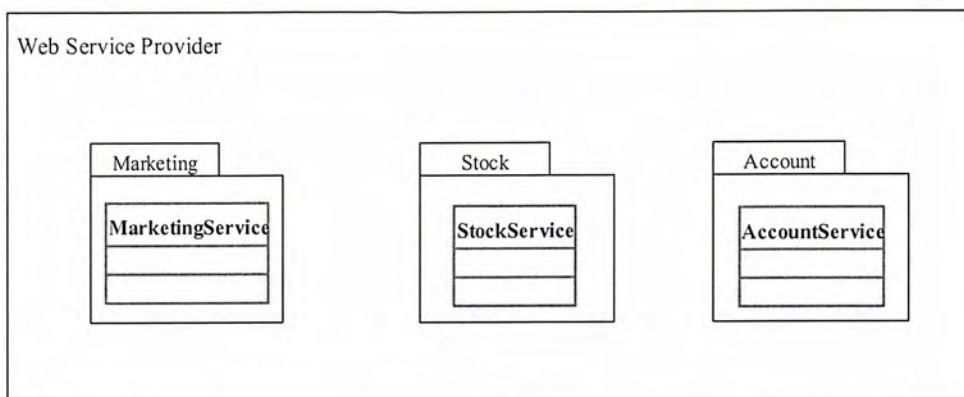 Web Service Provider
Marketing
Stock
Account
MarketingService
StockService
AccountService